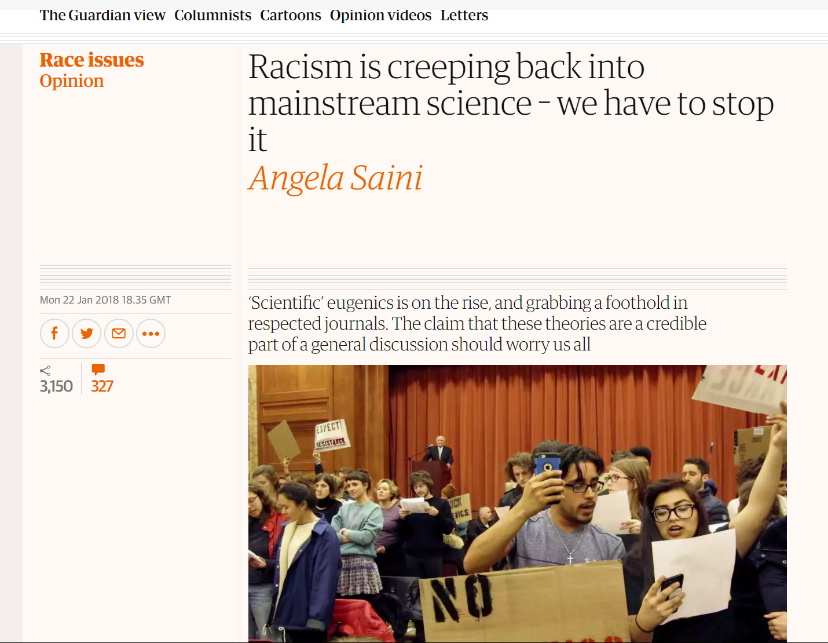 The Guardian view Columnists Cartoons Opinion videos Letters
Race issues
Opinion
Racism is creeping back into
mainstream science – we have to stop
it
Angela Saini
Mon 22 Jan 2018 18.35 GMT
3,150
327
‘Scientific’ eugenics is on the rise, and grabbing a foothold in
respected journals. The claim that these theories are a credible
part of a general discussion should worry us all
EXPECT
RESISTANCE
NO